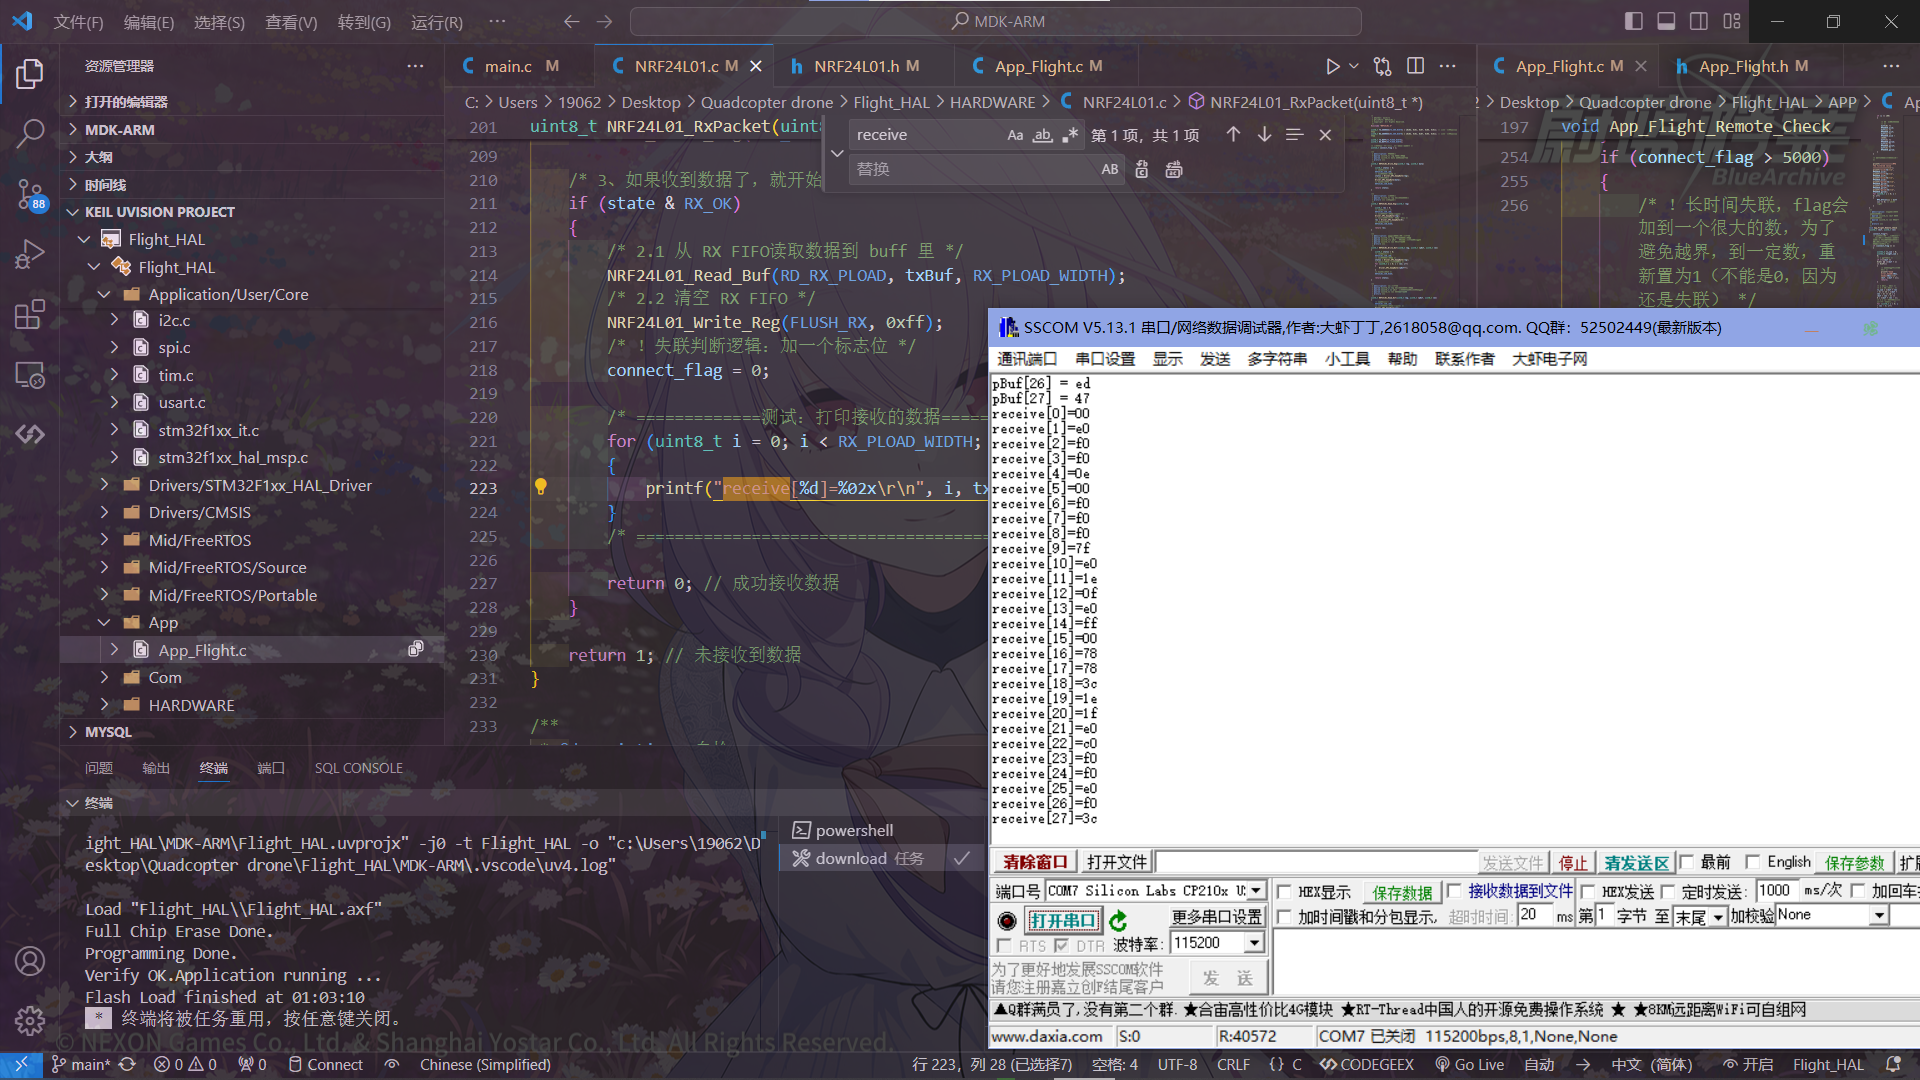 文件(F) 编辑(E) 选择(S) 查看(V) 转到(G) 运行(R) ··· MDK-ARM
资源管理器 ···
打开的编辑器
MDK-ARM
大纲
时间线
KEIL UVISION PROJECT
Flight_HAL
Flight_HAL
Application/User/Core
i2c.c
spi.c
tim.c
usart.c
stm32f1xx_it.c
stm32f1xx_hal_msp.c
Drivers/STM32F1xx_HAL_Driver
Drivers/CMSIS
Mid/FreeRTOS
Mid/FreeRTOS/Source
Mid/FreeRTOS/Portable
App
App_Flight.c
Com
HARDWARE
MYSQL
88
main.c M NRF24L01.c M NRF24L01.h M App_Flight.c M
C: > Users > 19062 > Desktop > Quadcopter drone > Flight_HAL > HARDWARE > NRF24L01.c > NRF24L01_RxPacket(uint8_t *)
receive Aa ab 第 1 项，共 1 项
替换 AB
201 uint8_t NRF24L01_RxPacket(uint8
209
210 /* 3、如果收到数据了，就开始
211 if (state & RX_OK)
212 {
213 /* 2.1 从 RX FIFO读取数据到 buff 里 */
214 NRF24L01_Read_Buf(RD_RX_PLOAD, txBuf, RX_PLOAD_WIDTH);
215 /* 2.2 清空 RX FIFO */
216 NRF24L01_Write_Reg(FLUSH_RX, 0xff);
217 /* ! 失联判断逻辑：加一个标志位 */
218 connect_flag = 0;
219
220 /* =============测试：打印接收的数据=====
221 for (uint8_t i = 0; i < RX_PLOAD_WIDTH;
222 {
223 printf("receive[%d]=%02x\r\n", i, tx
224 }
225 /* =====================================
226
227 return 0; // 成功接收数据
228 }
229
230 return 1; // 未接收到数据
231 }
232
233 /**
App_Flight.c M App_Flight.h M ···
2 > Desktop > Quadcopter drone > Flight_HAL > APP > Ap
197 void App_Flight_Remote_Check
254 if (connect_flag > 5000)
255 {
256 /* ! 长时间失联，flag会
加到一个很大的数，为了
避免越界，到一定数，重
新置为1（不能是0，因为
还是失联） */
BlueArchive
SSCOM V5.13.1 串口/网络数据调试器,作者:大虾丁丁,2618058@qq.com. QQ群：52502449(最新版本)
通讯端口 串口设置 显示 发送 多字符串 小工具 帮助 联系作者 大虾电子网
pBuf[26] = ed
pBuf[27] = 47
receive[0]=00
receive[1]=e0
receive[2]=f0
receive[3]=f0
receive[4]=0e
receive[5]=00
receive[6]=f0
receive[7]=f0
receive[8]=f0
receive[9]=7f
receive[10]=e0
receive[11]=1e
receive[12]=0f
receive[13]=e0
receive[14]=ff
receive[15]=00
receive[16]=78
receive[17]=78
receive[18]=3c
receive[19]=1e
receive[20]=1f
receive[21]=e0
receive[22]=c0
receive[23]=f0
receive[24]=f0
receive[25]=e0
receive[26]=f0
receive[27]=3c
清除窗口 打开文件 发送文件 停止 清发送区 最前 English 保存参数 扩展
端口号 COM7 Silicon Labs CP210x U: HEX显示 保存数据 接收数据到文件 HEX发送 定时发送: 1000 ms/次 加回车
打开串口 更多串口设置 加时间戳和分包显示, 超时时间: 20 ms 第 1 字节 至 末尾 加校验 None
RTS DTR 波特率: 115200
为了更好地发展SSCOM软件
请您注册嘉立创F结尾客户
发 送
▲Q群满员了,没有第二个群. ★合宙高性价比4G模块 ★RT-Thread中国人的开源免费操作系统 ★ ★8KM远距离WiFi可自组网
www.daxia.com S:0 R:40572 COM7 已关闭 115200bps,8,1,None,None
问题 输出 终端 端口 SQL CONSOLE
终端
ight_HAL\MDK-ARM\Flight_HAL.uvprojx" -j0 -t Flight_HAL -o "c:\Users\19062\D
esktop\Quadcopter drone\Flight_HAL\MDK-ARM\.vscode\uv4.log"
Load "Flight_HAL\\Flight_HAL.axf"
Full Chip Erase Done.
Programming Done.
Verify OK.Application running ...
Flash Load finished at 01:03:10
* 终端将被任务重用，按任意键关闭。
powershell
download 任务
© NEXON Games Co., Ltd. & Shanghai Yostar Co., Ltd. All Rights Reserved.
main* 0 0 0 Connect Chinese (Simplified) 行 223，列 28 (已选择7) 空格: 4 UTF-8 CRLF {} C CODEGEEX Go Live 自动 中文（简体） 开启 Flight_HAL